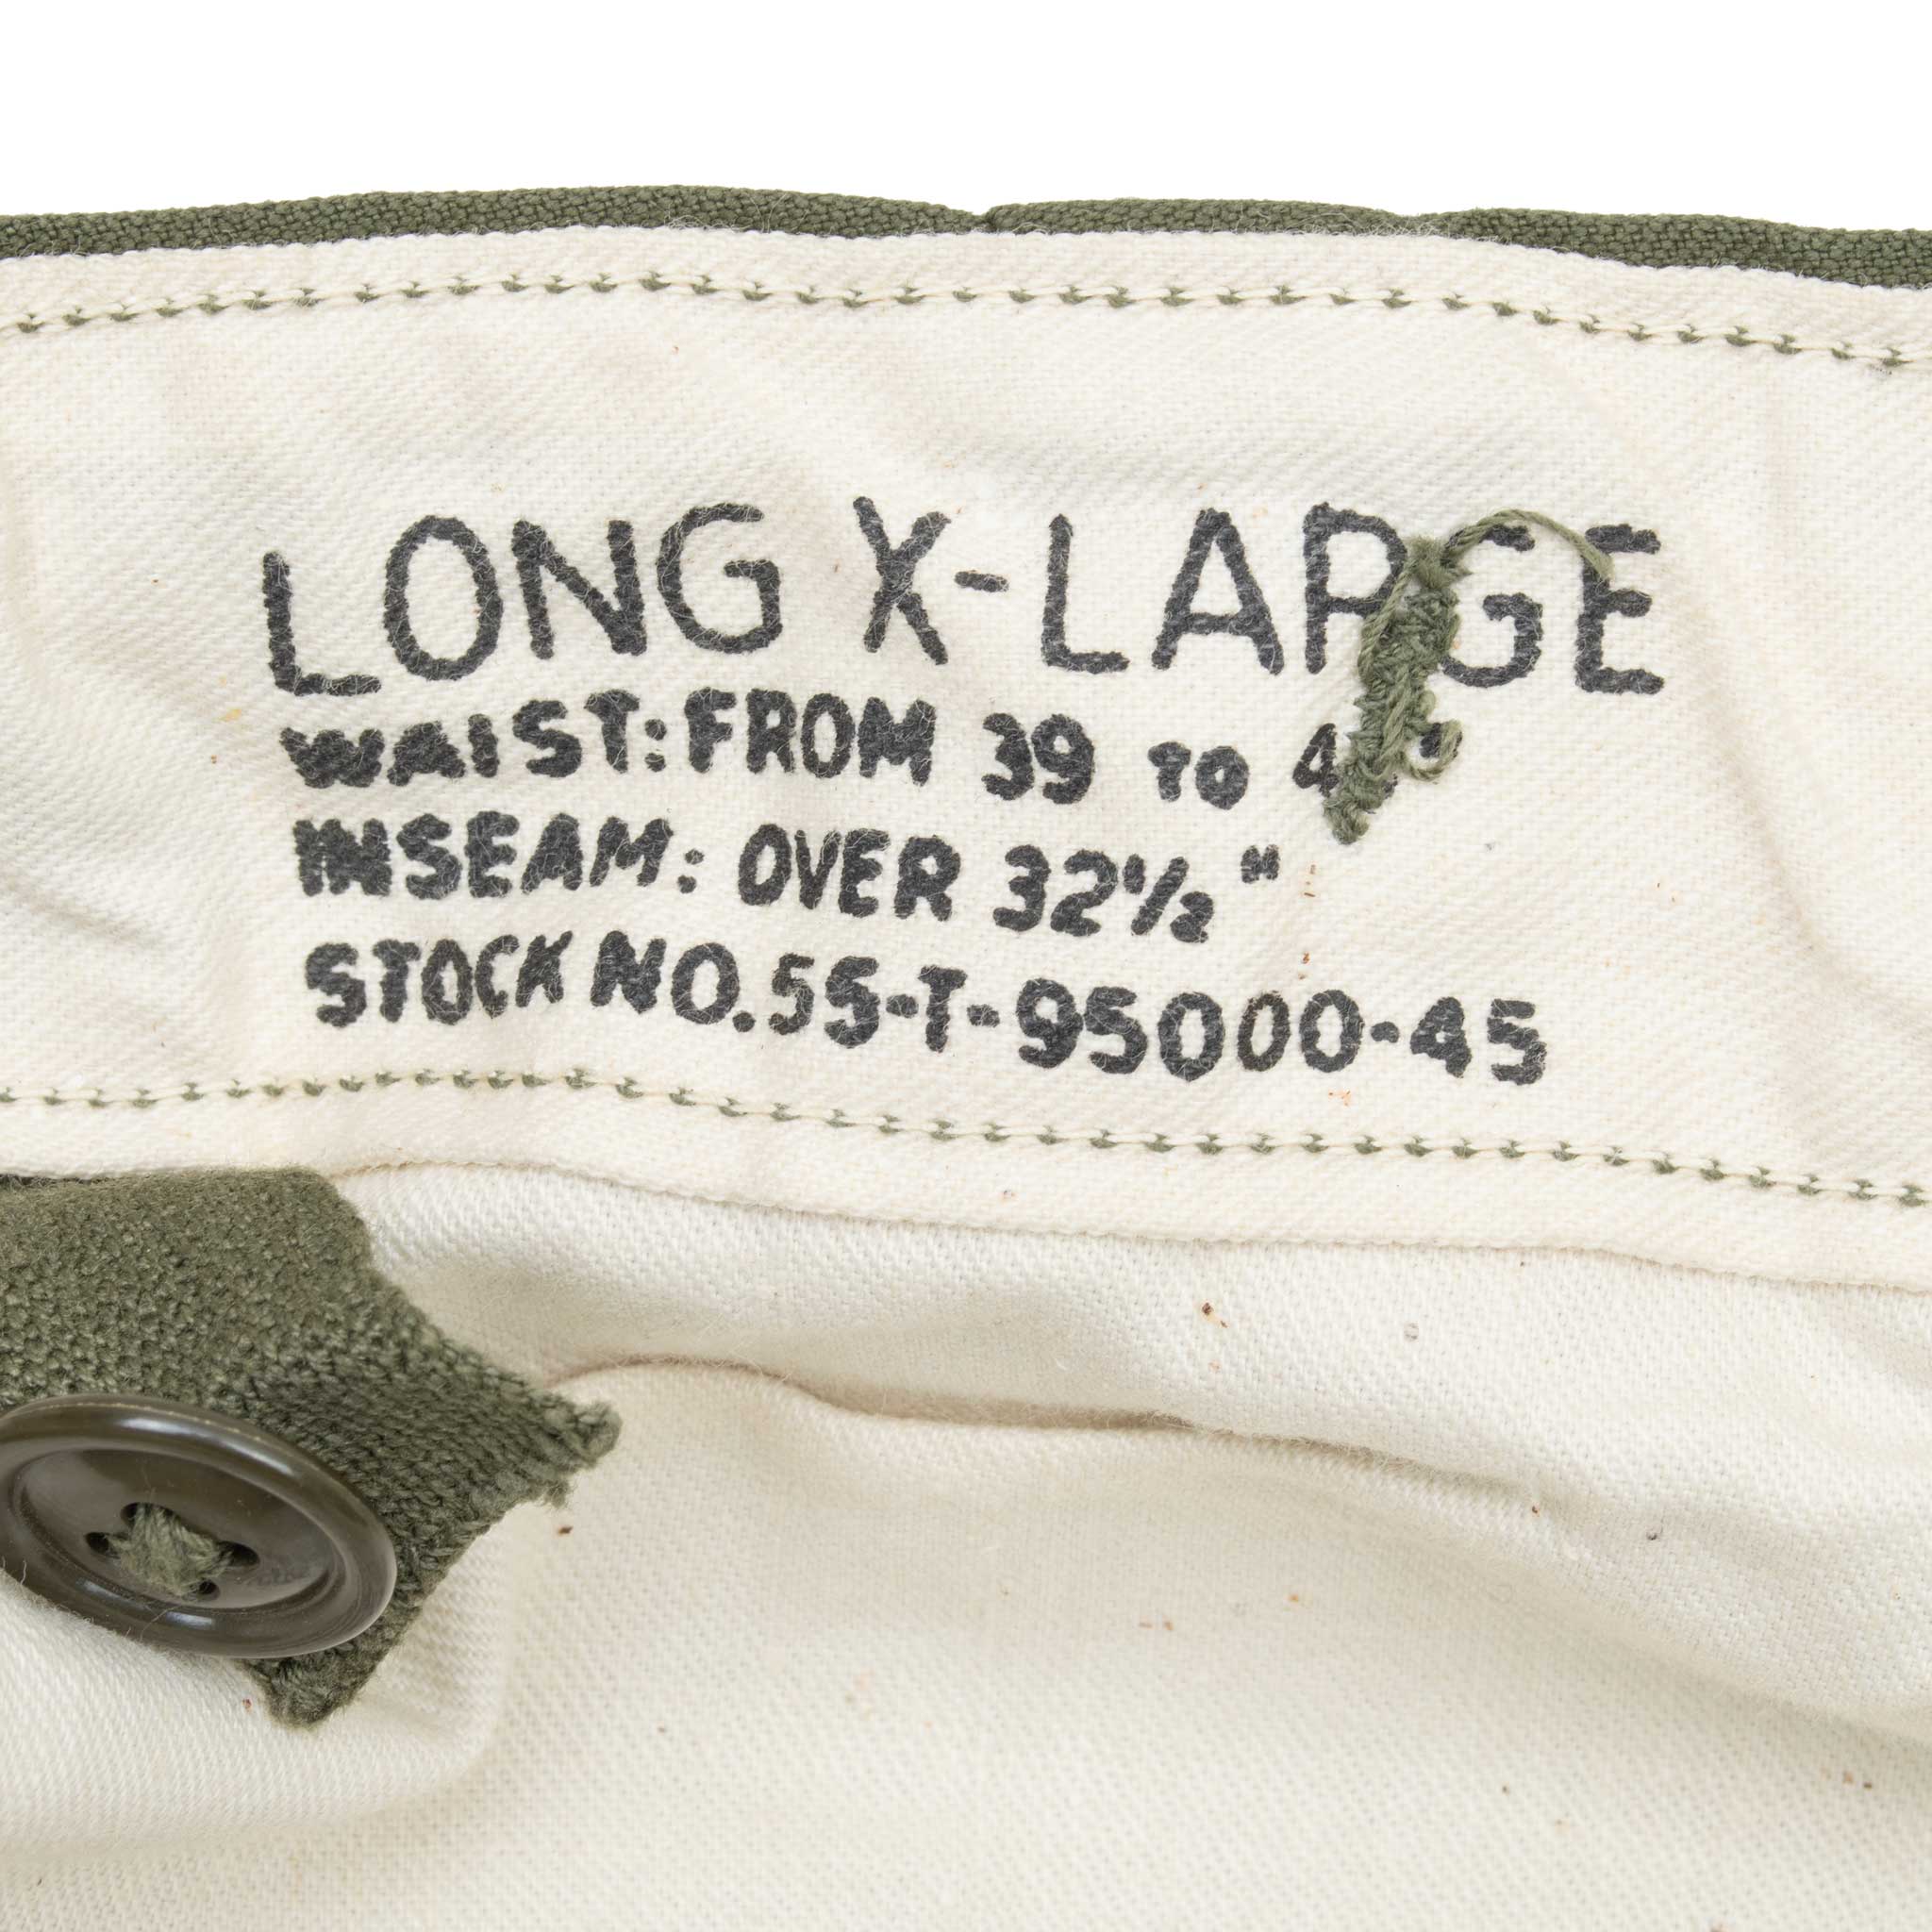 LONG X-LARGE
WAIST: FROM 39 TO
INSEAM: OVER 32½"
STOCK NO. 55-T-95000-45